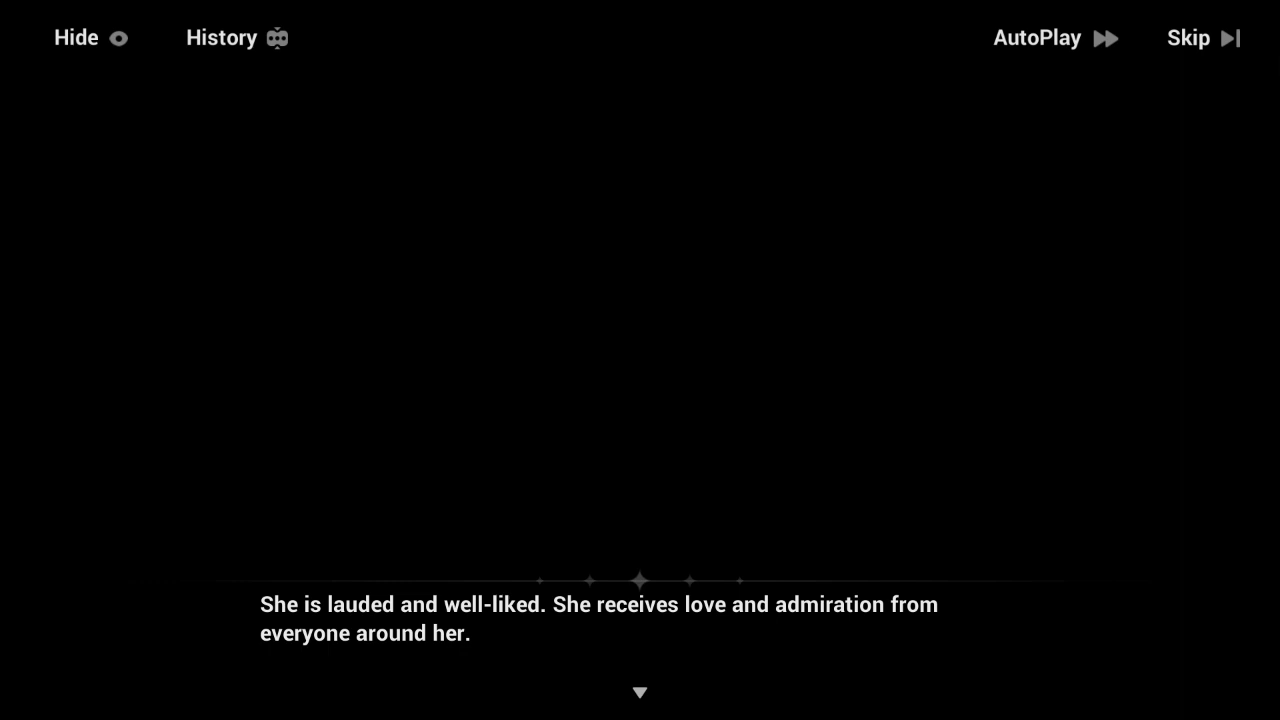 Hide
History
AutoPlay
Skip
She is lauded and well-liked. She receives love and admiration from
everyone around her.